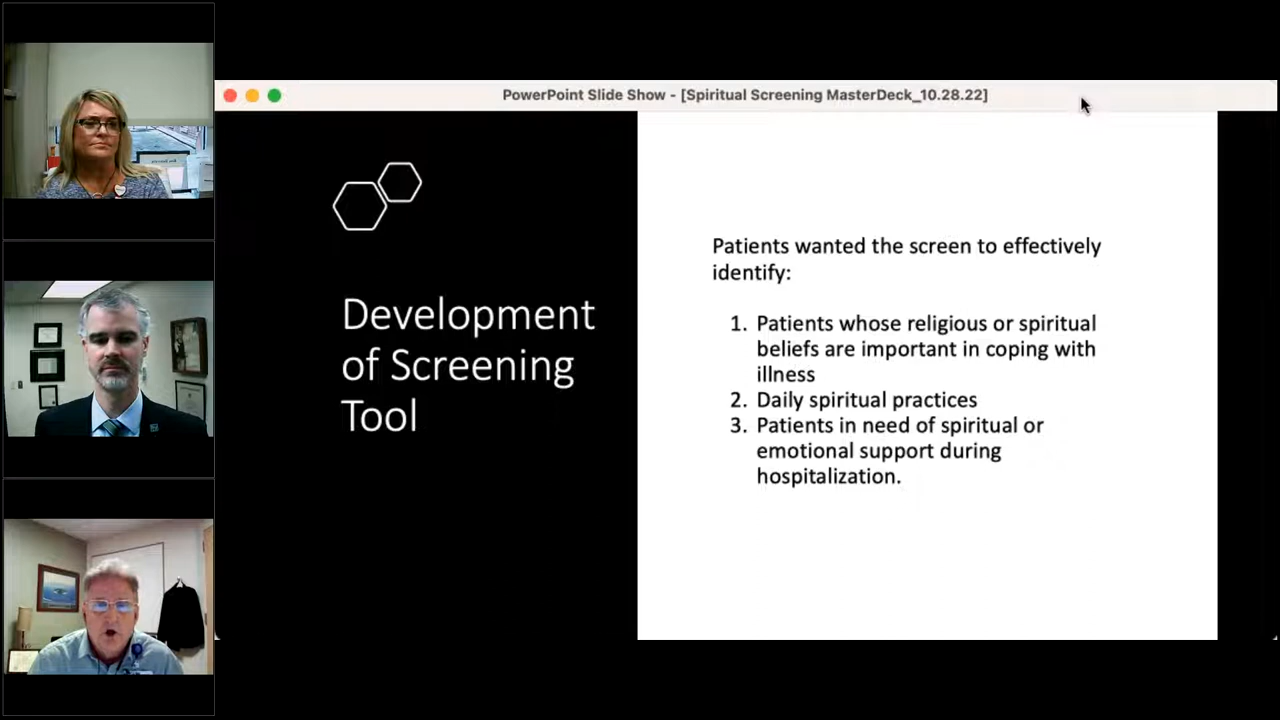 PowerPoint Slide Show - [Spiritual Screening MasterDeck_10.28.22]
Development
of Screening
Tool
Patients wanted the screen to effectively
identify:
1. Patients whose religious or spiritual
beliefs are important in coping with
illness
2. Daily spiritual practices
3. Patients in need of spiritual or
emotional support during
hospitalization.